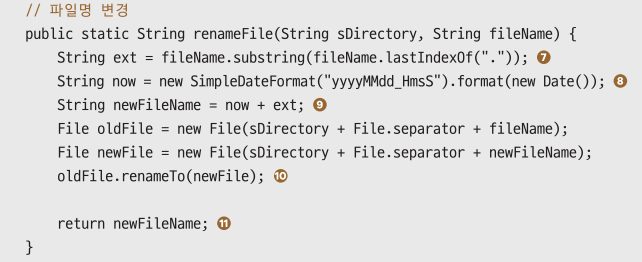 // 파일명 변경
public static String renameFile(String sDirectory, String fileName) {
    String ext = fileName.substring(fileName.lastIndexOf(".")); ❼
    String now = new SimpleDateFormat("yyyyMMdd_HmsS").format(new Date()); ❽
    String newFileName = now + ext; ❾
    File oldFile = new File(sDirectory + File.separator + fileName);
    File newFile = new File(sDirectory + File.separator + newFileName);
    oldFile.renameTo(newFile); ❿

    return newFileName; ⓫
}